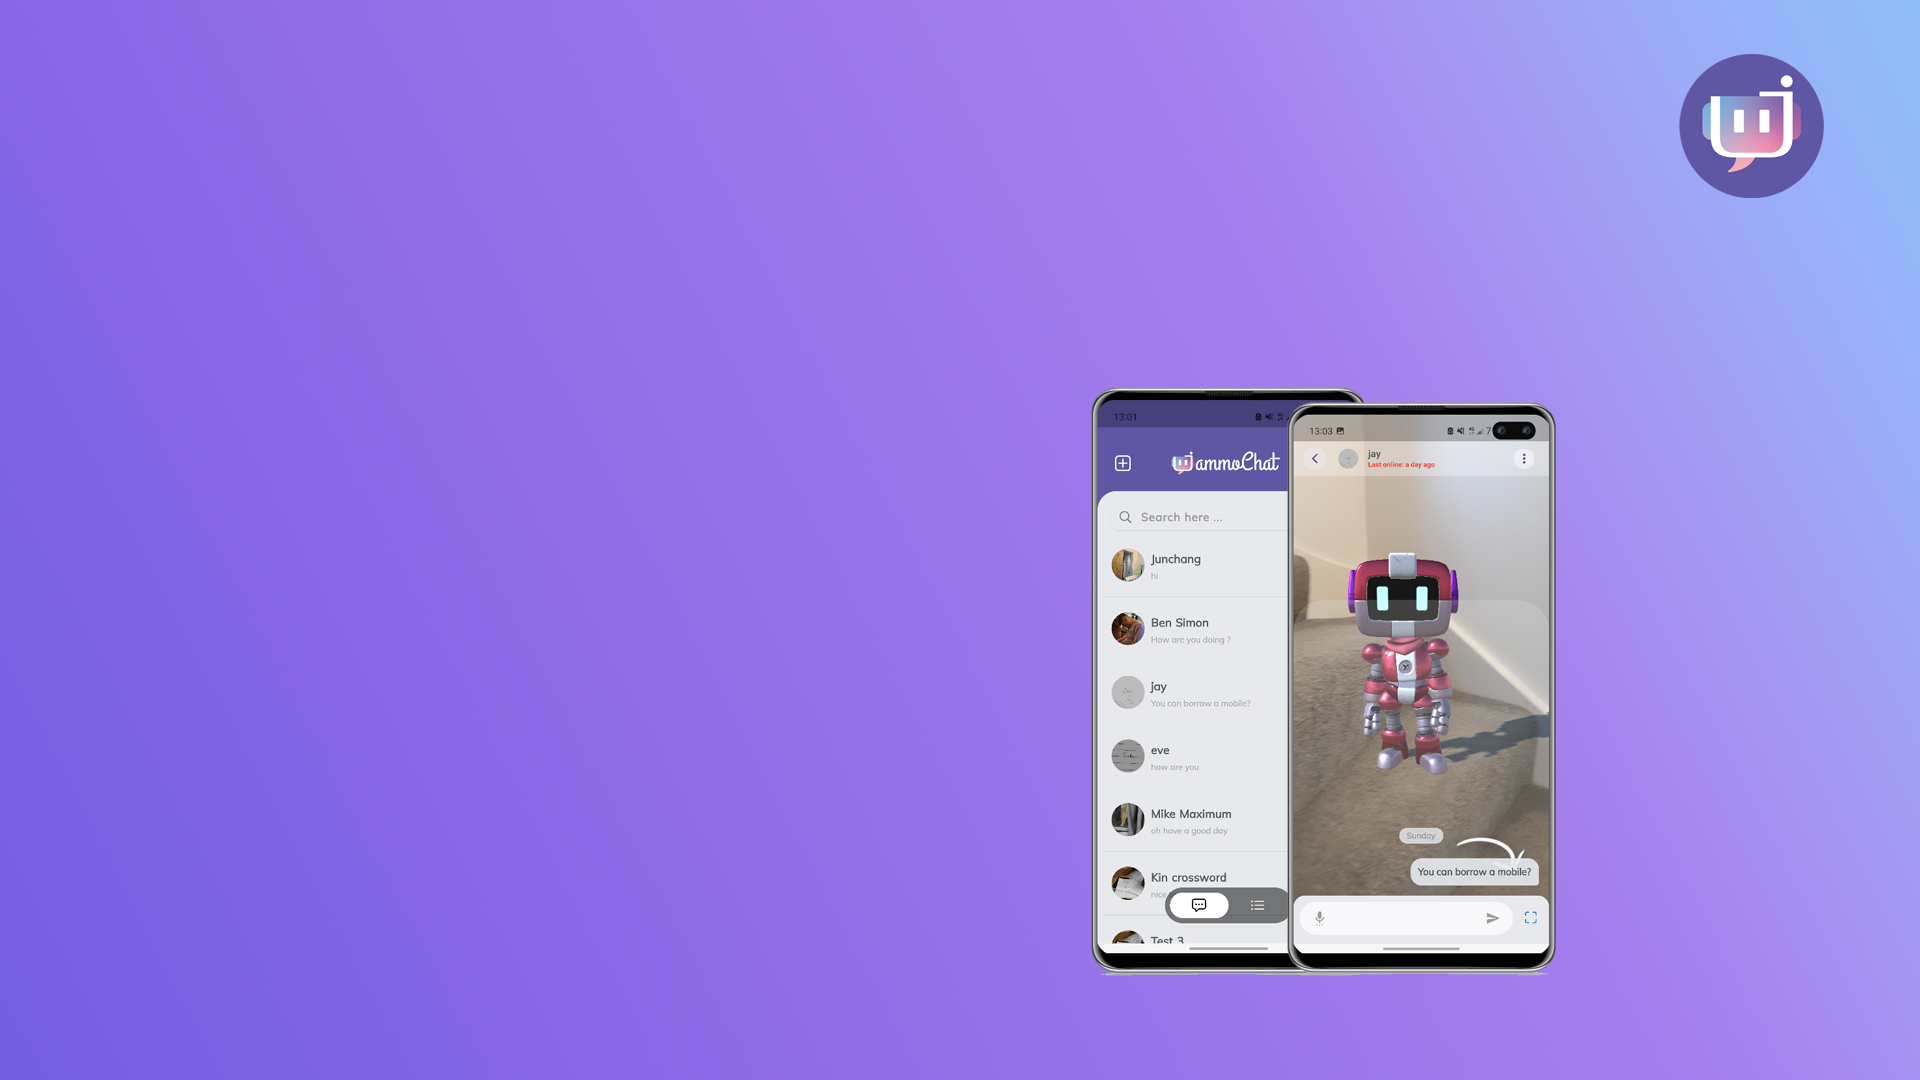 13:01
jammoChat
Search here ...
Junchang
hi
Ben Simon
How are you doing ?
jay
You can borrow a mobile?
eve
how are you
Mike Maximum
oh have a good day
Kin crossword
nice
Test 3
13:03
jay
Last online: a day ago
Sunday
You can borrow a mobile?